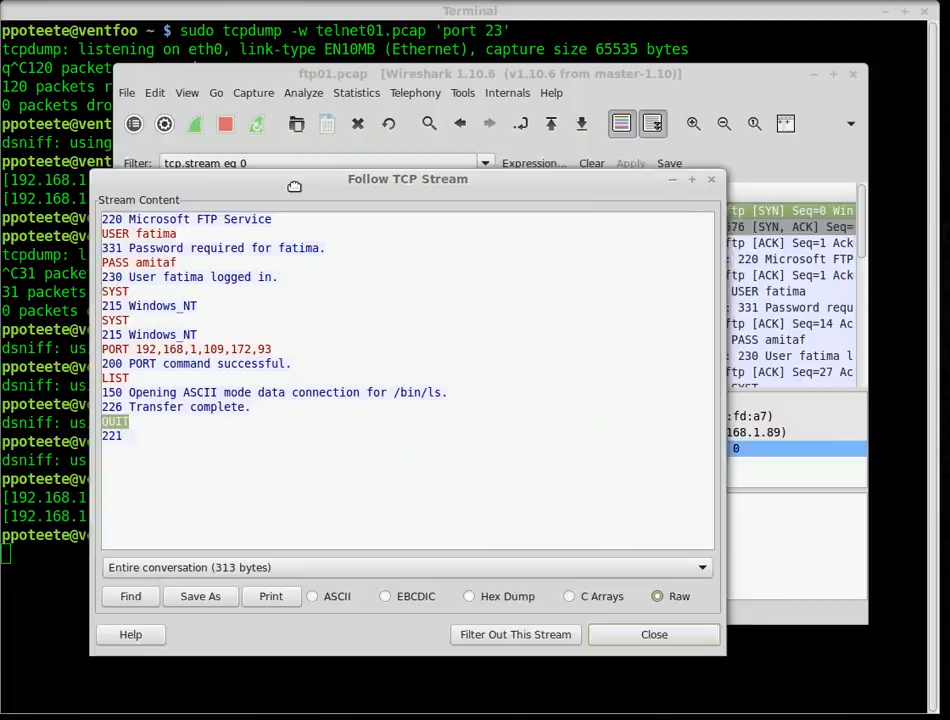 Terminal
ppoteete@ventfoo ~ $ sudo tcpdump -w telnet01.pcap 'port 23'
tcpdump: listening on eth0, link-type EN10MB (Ethernet), capture size 65535 bytes
q^C120 packet
120 packets r
0 packets dro
ppoteete@vent
dsniff: using
ppoteete@vent
[192.168.1
[192.168.1
ppoteete@v
ppoteete@v
tcpdump: l
^C31 packe
31 packets
0 packets
ppoteete@v
dsniff: us
ppoteete@v
dsniff: us
ppoteete@v
dsniff: us
ppoteete@v
dsniff: us
ppoteete@v
[192.168.1
[192.168.1
ppoteete@v
ftp01.pcap [Wireshark 1.10.6 (v1.10.6 from master-1.10)]
File Edit View Go Capture Analyze Statistics Telephony Tools Internals Help
Filter: tcp.stream eq 0 Expression... Clear Apply Save
Follow TCP Stream
Stream Content
220 Microsoft FTP Service
USER fatima
331 Password required for fatima.
PASS amitaf
230 User fatima logged in.
SYST
215 Windows_NT
SYST
215 Windows_NT
PORT 192,168,1,109,172,93
200 PORT command successful.
LIST
150 Opening ASCII mode data connection for /bin/ls.
226 Transfer complete.
QUIT
221
Entire conversation (313 bytes)
Find Save As Print ASCII EBCDIC Hex Dump C Arrays Raw
Help Filter Out This Stream Close
ftp [SYN] Seq=0 Win
676 [SYN, ACK] Seq=
ftp [ACK] Seq=1 Ack
: 220 Microsoft FTP
ftp [ACK] Seq=1 Ack
USER fatima
: 331 Password requ
ftp [ACK] Seq=14 Ac
PASS amitaf
: 230 User fatima l
ftp [ACK] Seq=27 Ac
:fd:a7)
168.1.89)
0